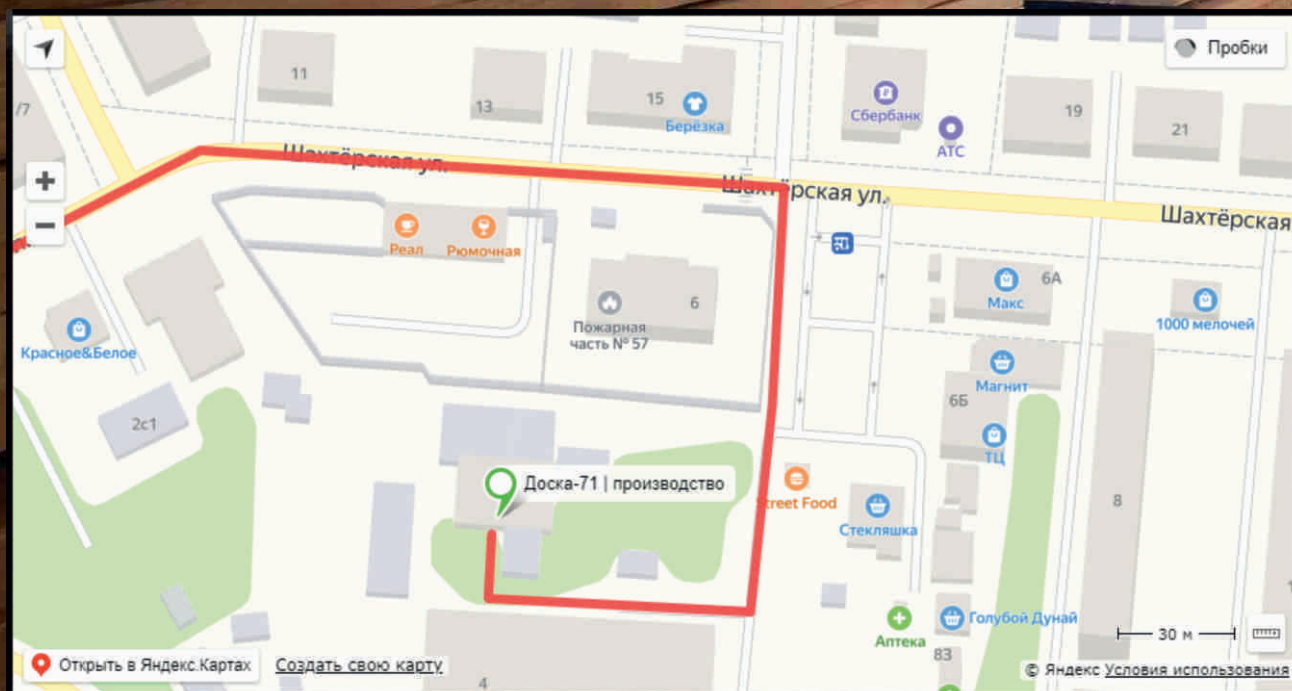 Пробки
11
13
15
Берёзка
Сбербанк
АТС
19
21
/7
Шахтёрская ул.
Шахтёрская ул.
Шахтёрская
Реал
Рюмочная
6
Пожарная
часть № 57
Макс
6А
1000 мелочей
Красное&Белое
Магнит
6Б
ТЦ
2с1
Доска-71 | производство
Street Food
Стекляшка
8
Аптека
Голубой Дунай
83
30 м
4
Открыть в Яндекс.Картах
Создать свою карту
© Яндекс Условия использования